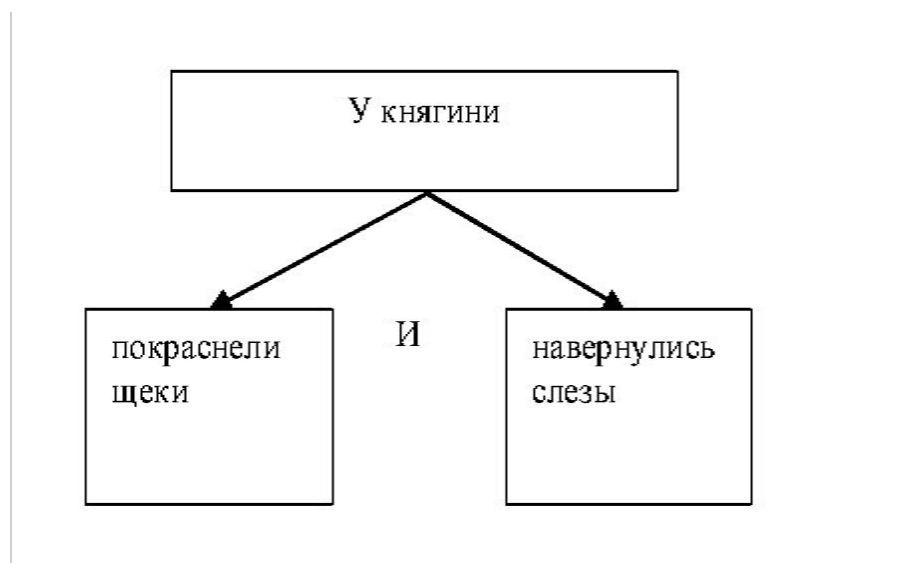 У княгини
покраснели
щеки
И
навернулись
слезы